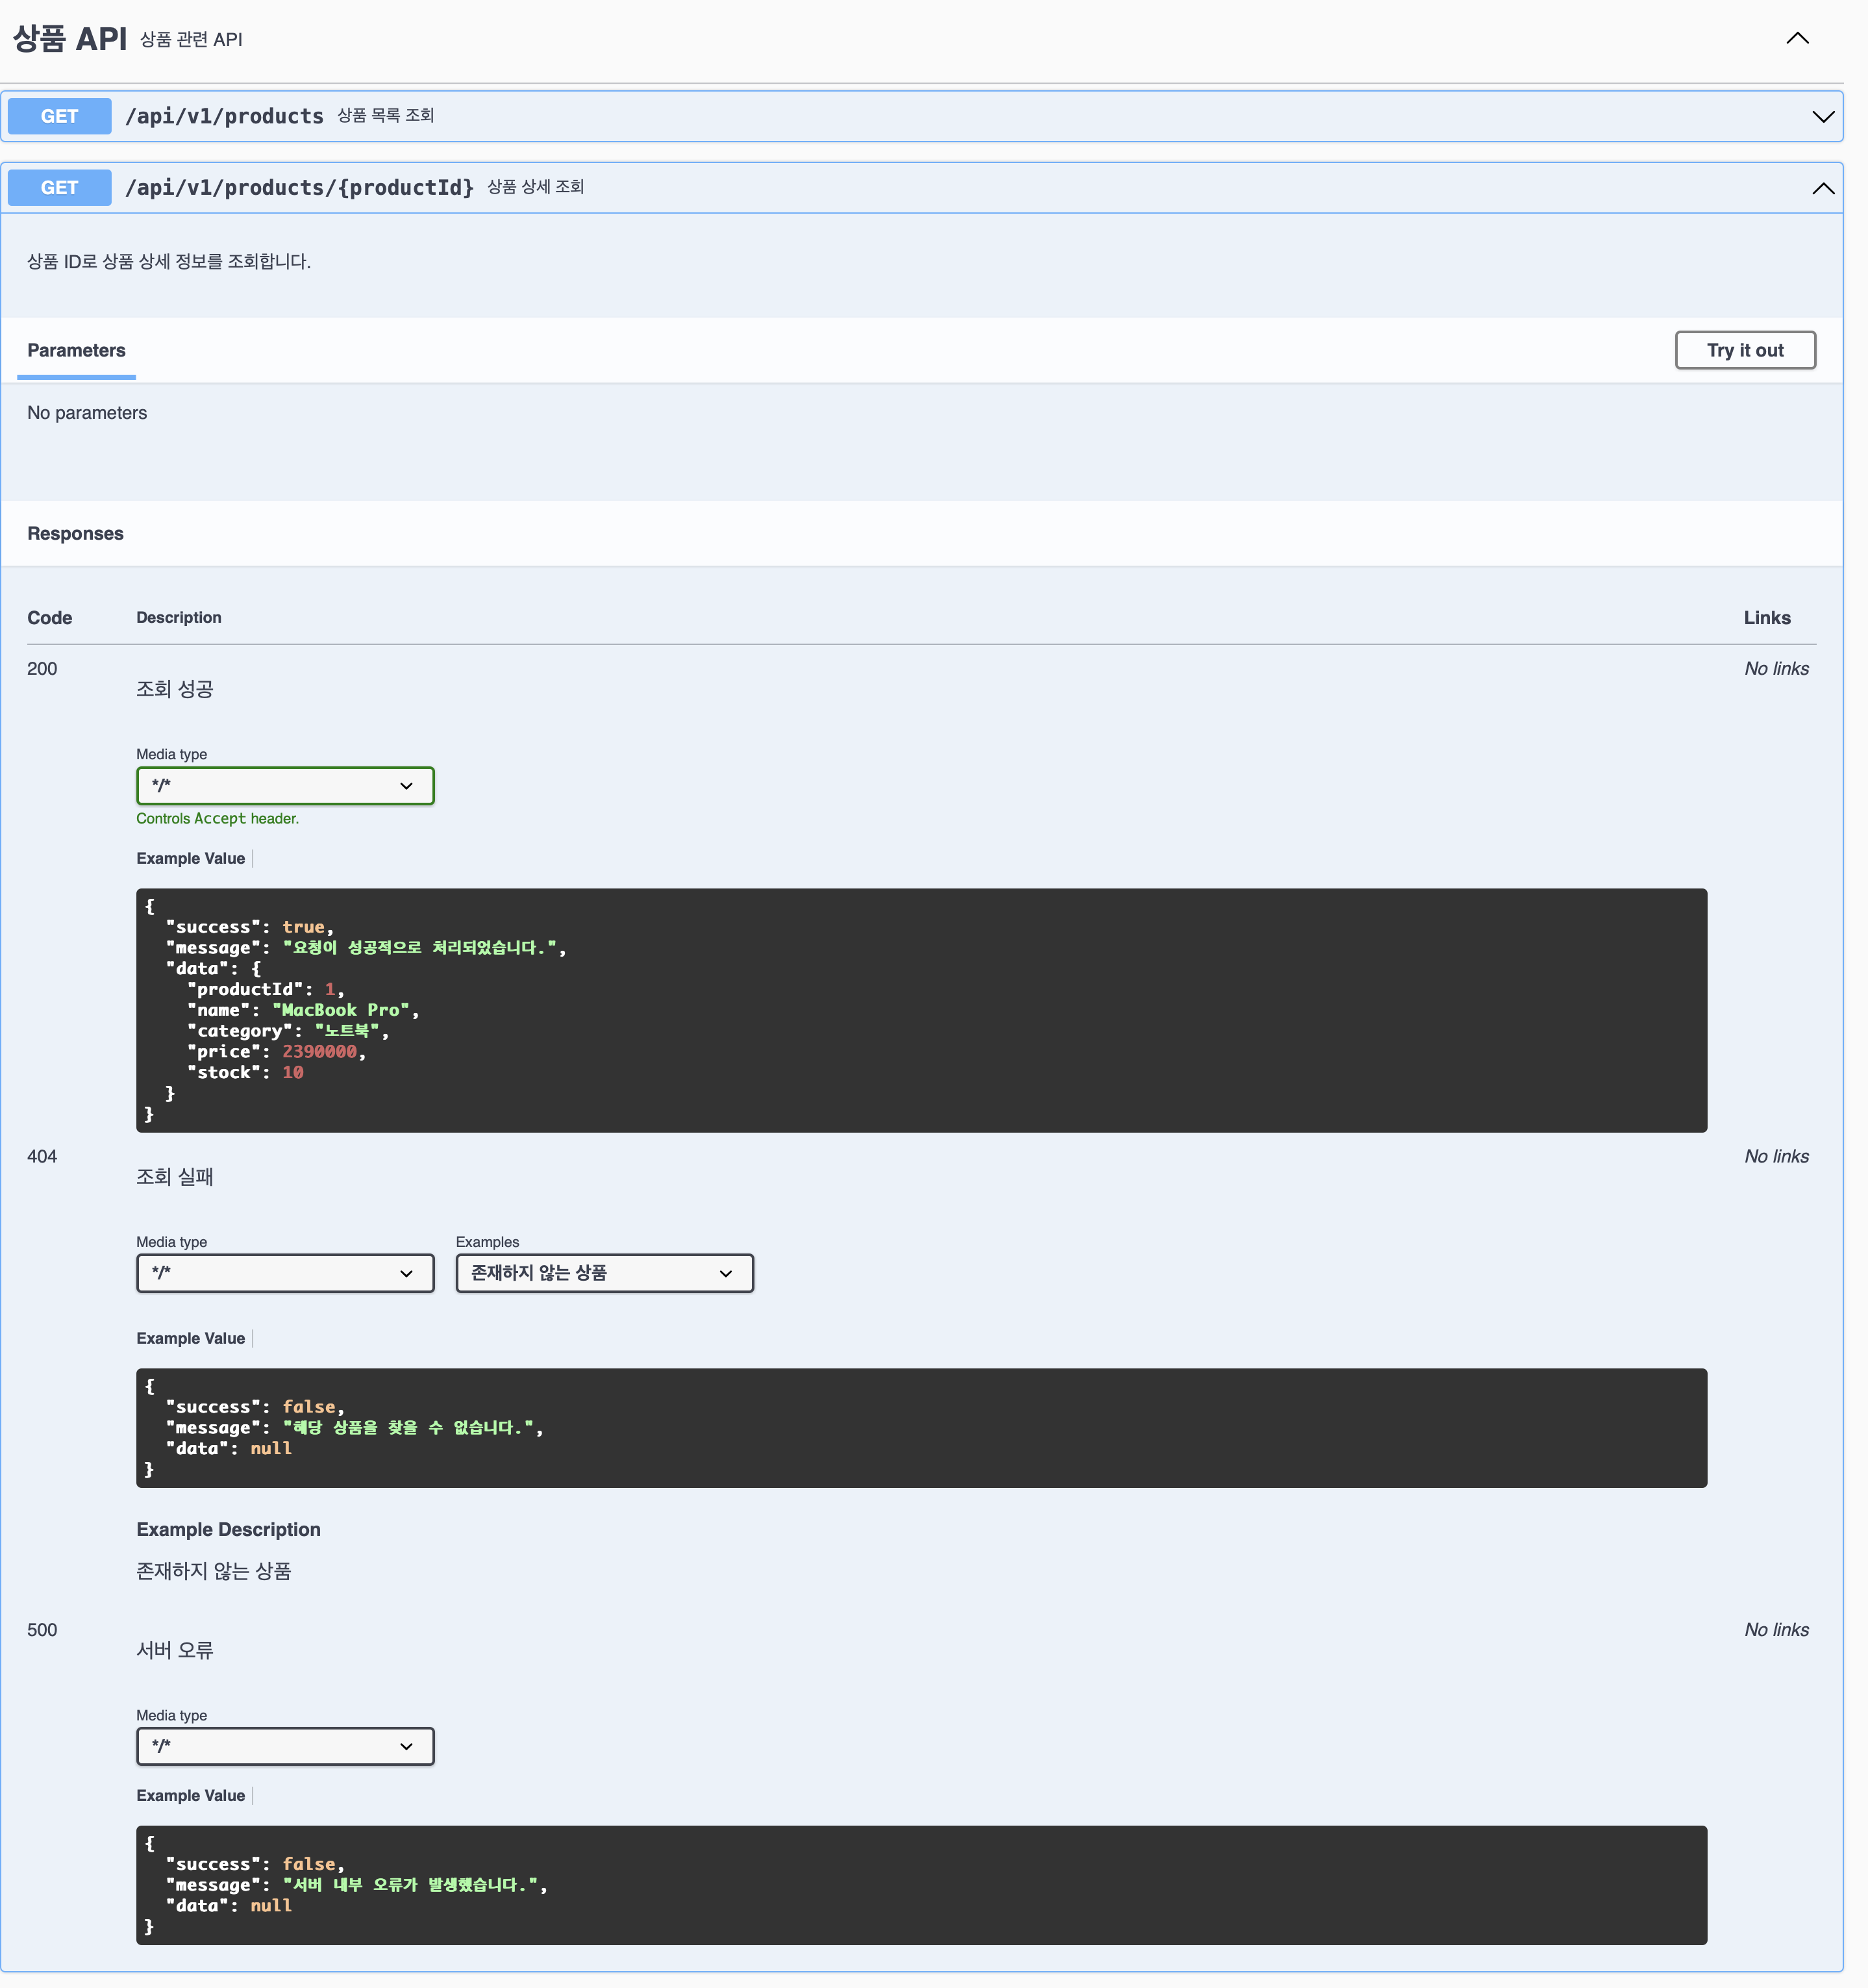 상품 API 상품 관련 API
GET /api/v1/products 상품 목록 조회
GET /api/v1/products/{productId} 상품 상세 조회
상품 ID로 상품 상세 정보를 조회합니다.
Parameters Try it out
No parameters
Responses
Code Description Links
200 No links
조회 성공
Media type
*/*
Controls Accept header.
Example Value
{
  "success": true,
  "message": "요청이 성공적으로 처리되었습니다.",
  "data": {
    "productId": 1,
    "name": "MacBook Pro",
    "category": "노트북",
    "price": 2390000,
    "stock": 10
  }
}
404 No links
조회 실패
Media type Examples
*/* 존재하지 않는 상품
Example Value
{
  "success": false,
  "message": "해당 상품을 찾을 수 없습니다.",
  "data": null
}
Example Description
존재하지 않는 상품
500 No links
서버 오류
Media type
*/*
Example Value
{
  "success": false,
  "message": "서버 내부 오류가 발생했습니다.",
  "data": null
}